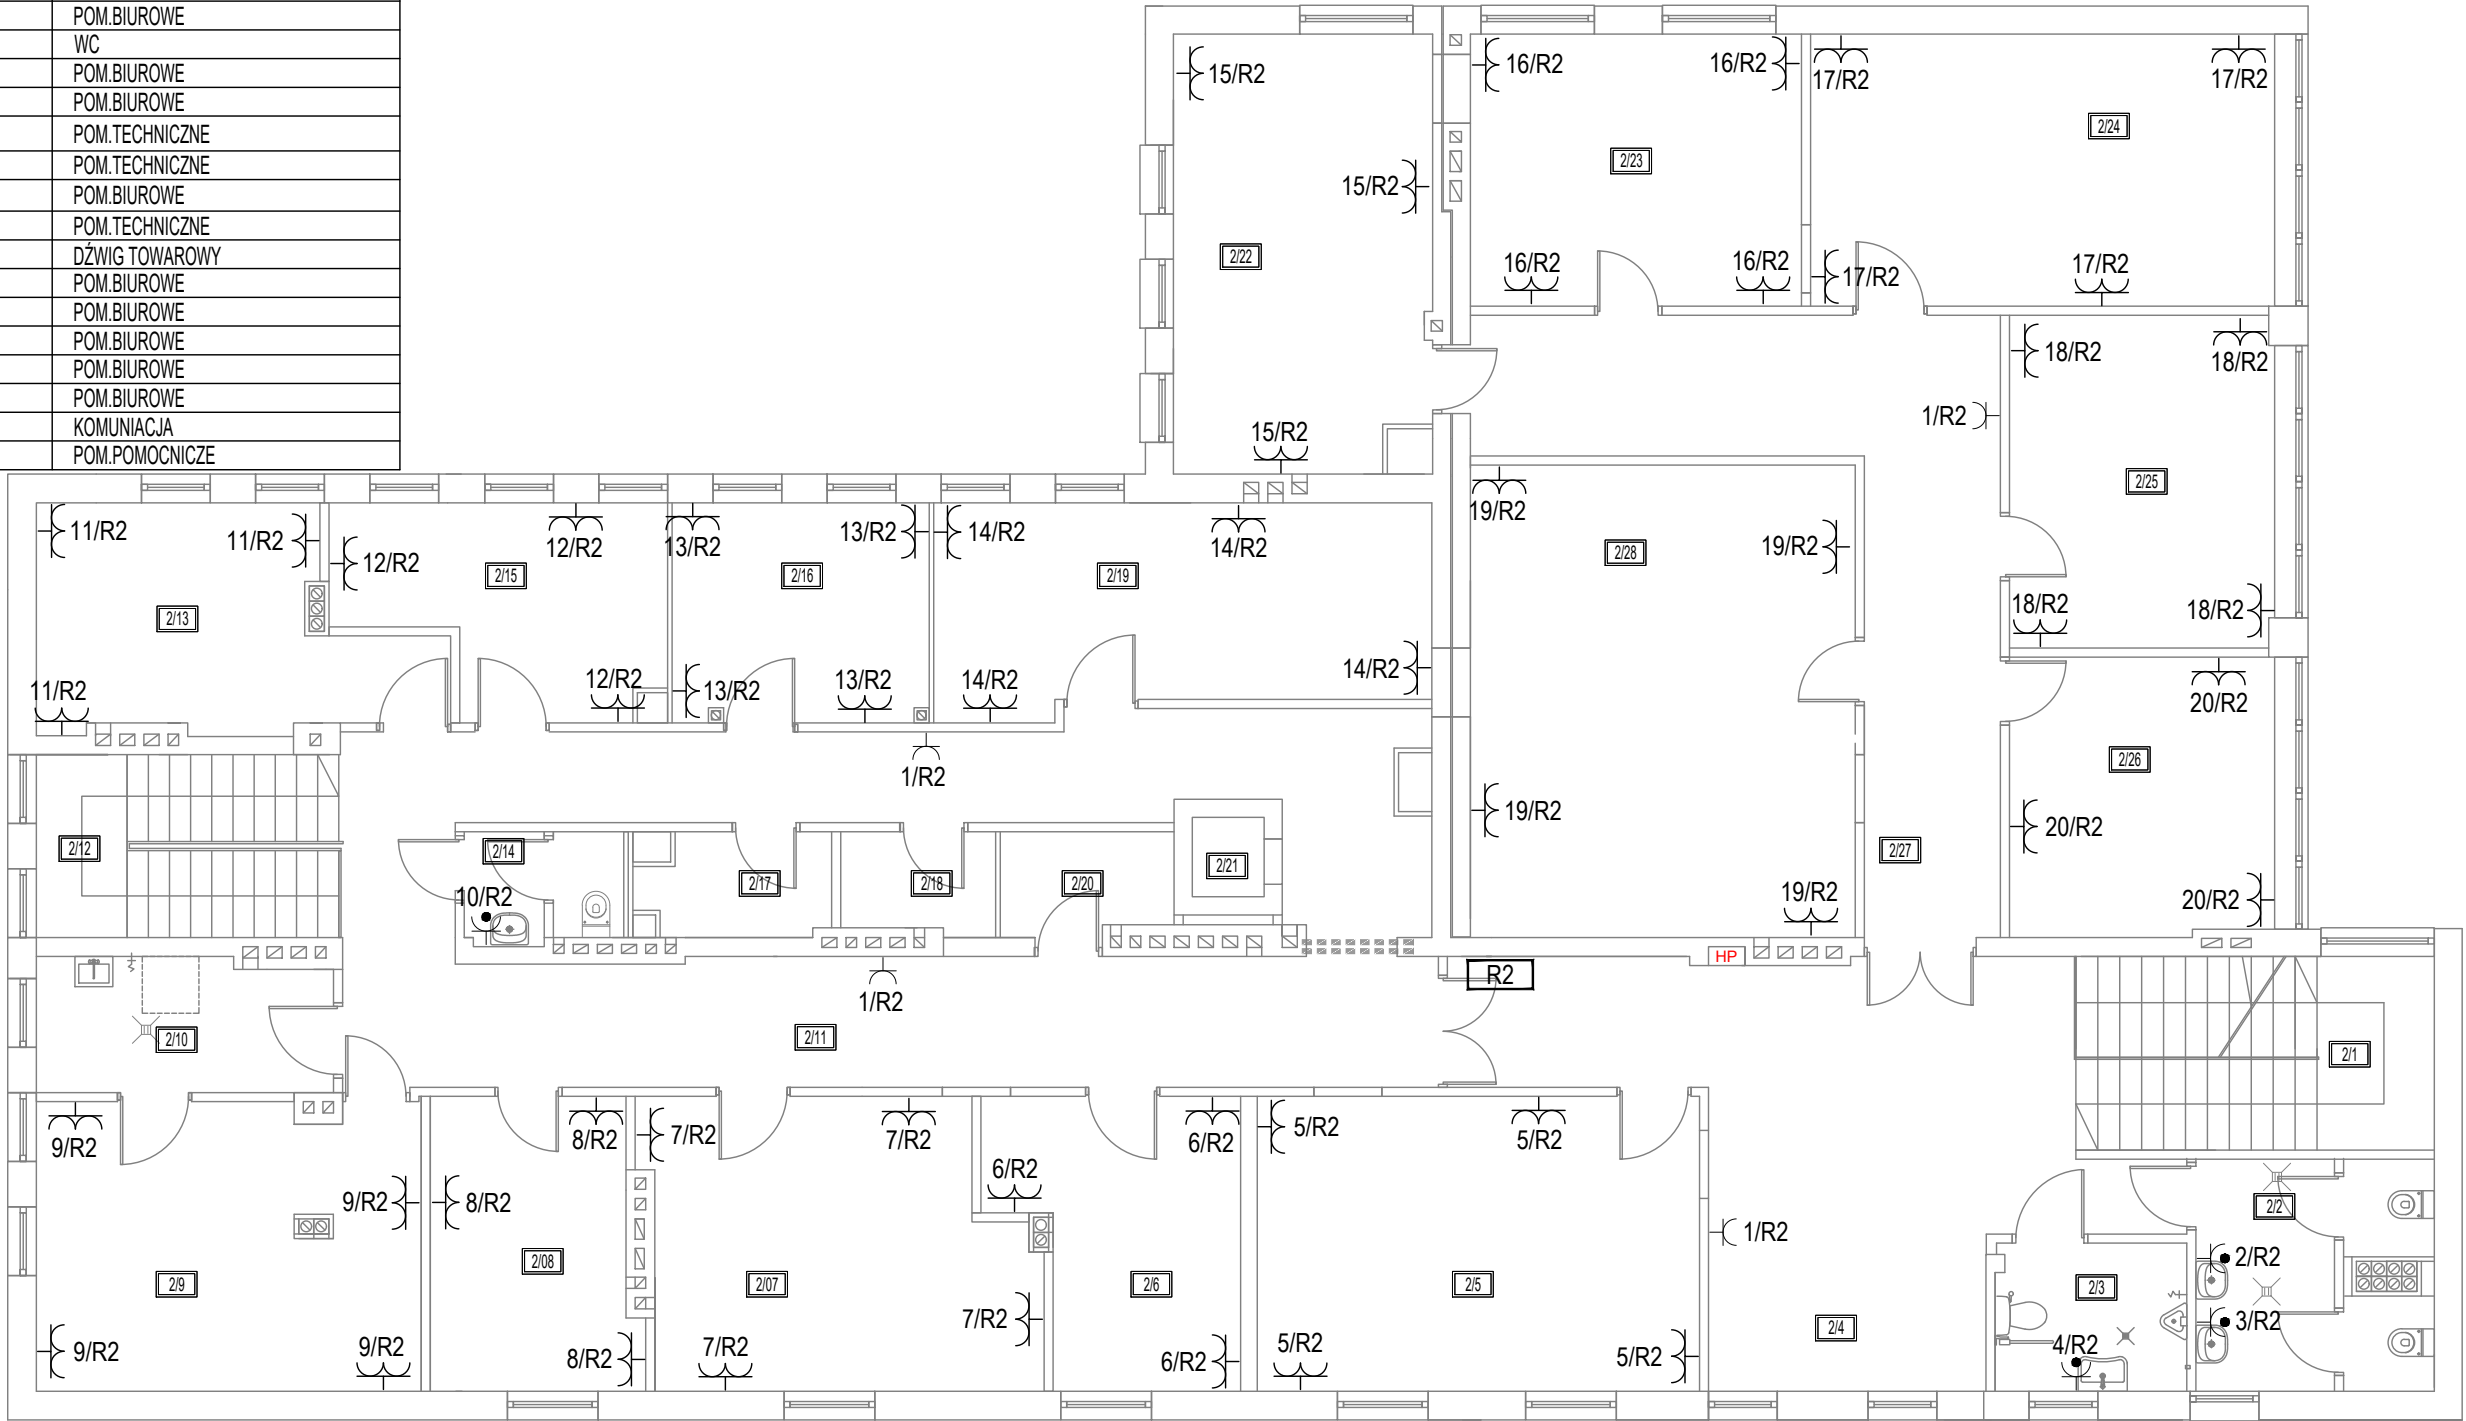 POM.BIUROWE
WC
POM.BIUROWE
POM.BIUROWE
POM.TECHNICZNE
POM.TECHNICZNE
POM.BIUROWE
POM.TECHNICZNE
DŹWIG TOWAROWY
POM.BIUROWE
POM.BIUROWE
POM.BIUROWE
POM.BIUROWE
POM.BIUROWE
KOMUNIACJA
POM.POMOCNICZE
15/R2
15/R2
2/22
15/R2
16/R2
16/R2
2/23
16/R2
16/R2
17/R2
17/R2
2/24
17/R2
17/R2
18/R2
18/R2
1/R2
2/25
18/R2
18/R2
11/R2
11/R2
2/13
11/R2
12/R2
12/R2
2/15
12/R2
13/R2
13/R2
2/16
13/R2
13/R2
14/R2
14/R2
2/19
14/R2
14/R2
19/R2
19/R2
2/28
19/R2
19/R2
20/R2
2/26
20/R2
20/R2
2/27
1/R2
2/12
2/14
10/R2
2/17
2/18
2/20
2/21
HP
R2
1/R2
2/10
2/11
2/1
9/R2
9/R2
2/9
9/R2
9/R2
8/R2
8/R2
2/08
8/R2
7/R2
7/R2
2/07
7/R2
7/R2
6/R2
6/R2
2/6
6/R2
5/R2
5/R2
2/5
5/R2
5/R2
1/R2
2/4
2/2
2/R2
2/3
3/R2
4/R2